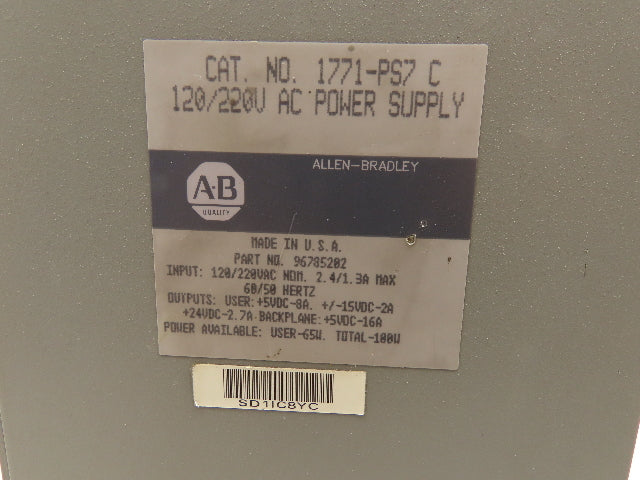 CAT. NO. 1771-PS7 C
120/220V AC POWER SUPPLY
ALLEN-BRADLEY
A-B
QUALITY
MADE IN U.S.A.
PART NO. 96785202
INPUT: 120/220VAC NOM. 2.4/1.3A MAX
60/50 HERTZ
OUTPUTS: USER: +5VDC-8A, +/-15VDC-2A
+24VDC-2.7A BACKPLANE: +5VDC-16A
POWER AVAILABLE: USER-65W. TOTAL-100W
SD1IC8YC